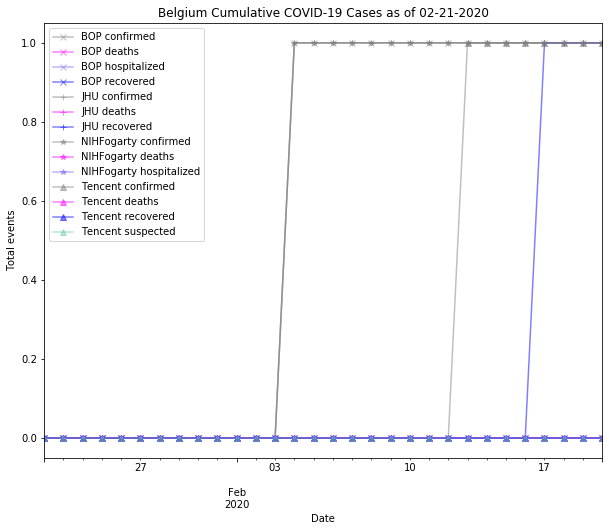 Belgium Cumulative COVID-19 Cases as of 02-21-2020
BOP confirmed
BOP deaths
BOP hospitalized
BOP recovered
JHU confirmed
JHU deaths
JHU recovered
NIHFogarty confirmed
NIHFogarty deaths
NIHFogarty hospitalized
Tencent confirmed
Tencent deaths
Tencent recovered
Tencent suspected
Total events
1.0
0.8
0.6
0.4
0.2
0.0
27
03
10
17
Feb
2020
Date